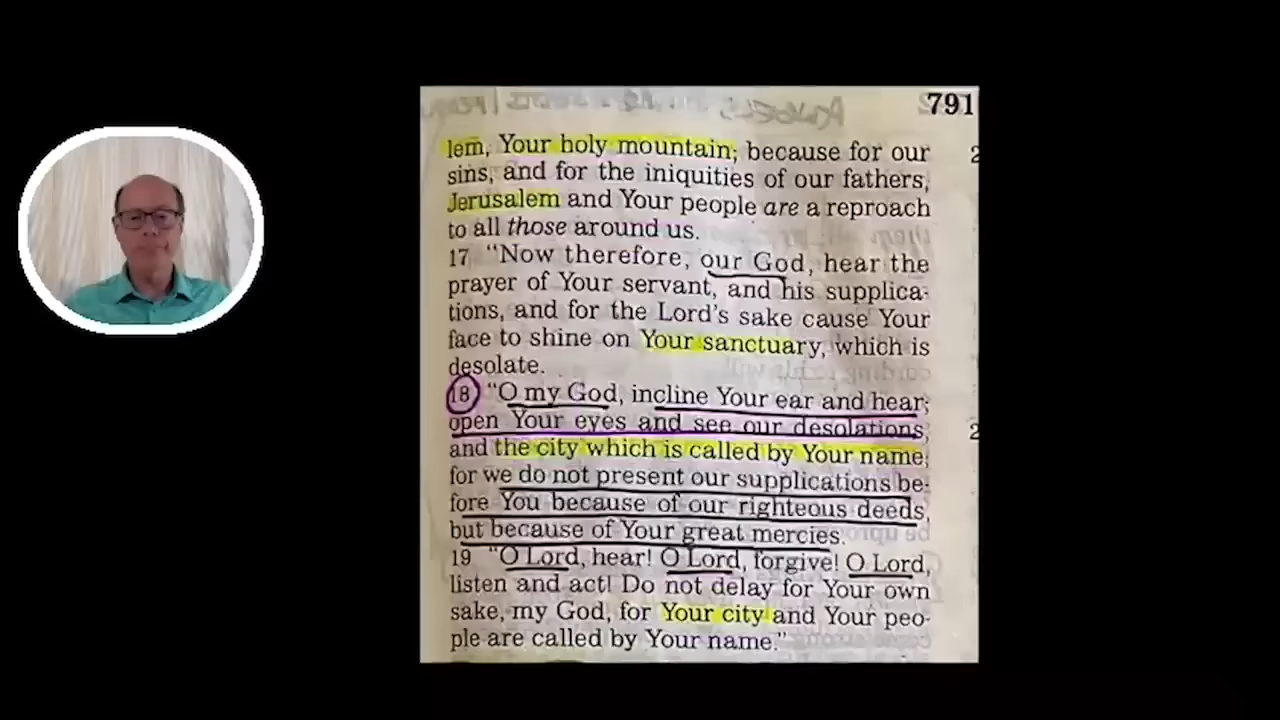 791
lem, Your holy mountain; because for our
sins, and for the iniquities of our fathers,
Jerusalem and Your people are a reproach
to all those around us.
17 "Now therefore, our God, hear the
prayer of Your servant, and his supplica-
tions, and for the Lord's sake cause Your
face to shine on Your sanctuary, which is
desolate.
18 "O my God, incline Your ear and hear;
open Your eyes and see our desolations,
and the city which is called by Your name;
for we do not present our supplications be-
fore You because of our righteous deeds,
but because of Your great mercies.
19 "O Lord, hear! O Lord, forgive! O Lord,
listen and act! Do not delay for Your own
sake, my God, for Your city and Your peo-
ple are called by Your name."